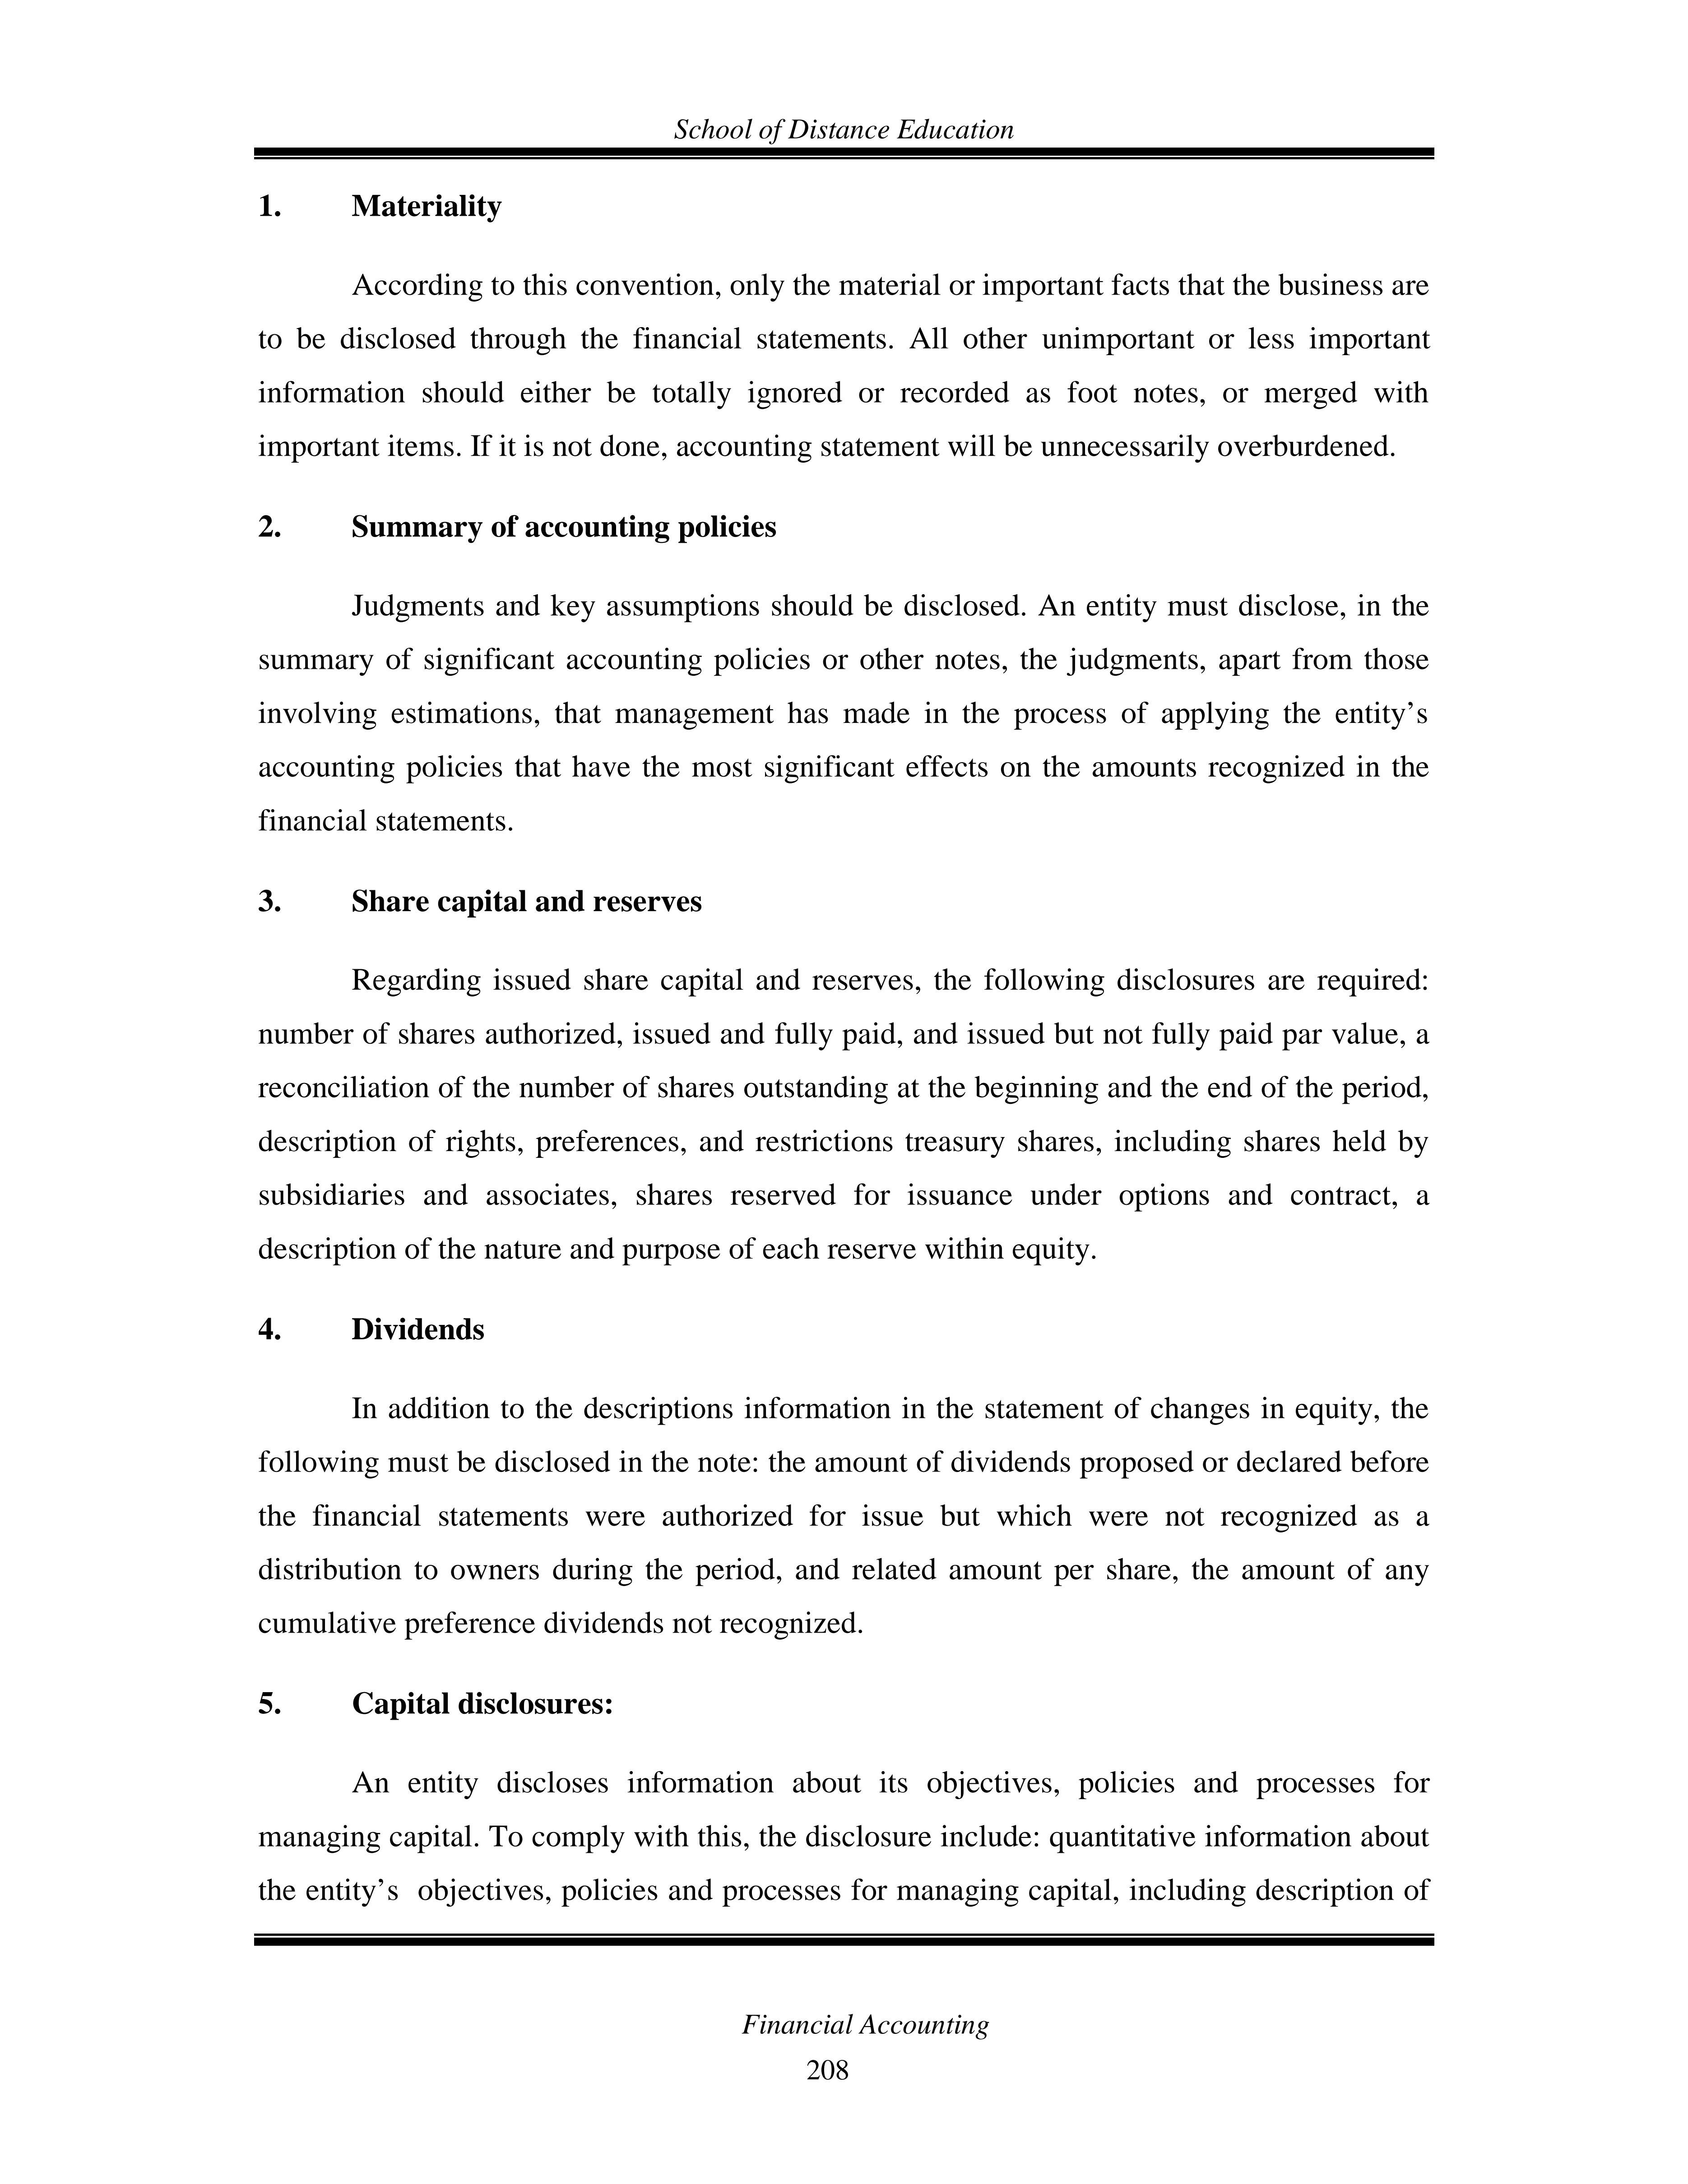 School of Distance Education
1. Materiality
According to this convention, only the material or important facts that the business are
to be disclosed through the financial statements. All other unimportant or less important
information should either be totally ignored or recorded as foot notes, or merged with
important items. If it is not done, accounting statement will be unnecessarily overburdened.
2. Summary of accounting policies
Judgments and key assumptions should be disclosed. An entity must disclose, in the
summary of significant accounting policies or other notes, the judgments, apart from those
involving estimations, that management has made in the process of applying the entity’s
accounting policies that have the most significant effects on the amounts recognized in the
financial statements.
3. Share capital and reserves
Regarding issued share capital and reserves, the following disclosures are required:
number of shares authorized, issued and fully paid, and issued but not fully paid par value, a
reconciliation of the number of shares outstanding at the beginning and the end of the period,
description of rights, preferences, and restrictions treasury shares, including shares held by
subsidiaries and associates, shares reserved for issuance under options and contract, a
description of the nature and purpose of each reserve within equity.
4. Dividends
In addition to the descriptions information in the statement of changes in equity, the
following must be disclosed in the note: the amount of dividends proposed or declared before
the financial statements were authorized for issue but which were not recognized as a
distribution to owners during the period, and related amount per share, the amount of any
cumulative preference dividends not recognized.
5. Capital disclosures:
An entity discloses information about its objectives, policies and processes for
managing capital. To comply with this, the disclosure include: quantitative information about
the entity’s objectives, policies and processes for managing capital, including description of
Financial Accounting
208